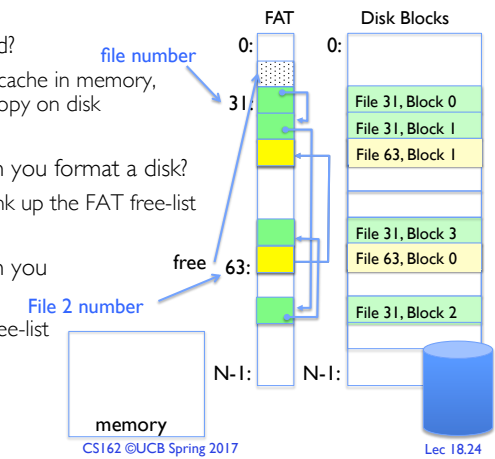 FAT
Disk Blocks
d?
file number
0:
0:
cache in memory,
opy on disk
31:
File 31, Block 0
File 31, Block 1
File 63, Block 1
n you format a disk?
nk up the FAT free-list
File 31, Block 3
free
63:
File 63, Block 0
n you
File 2 number
File 31, Block 2
ee-list
N-1:
N-1:
memory
CS162 ©UCB Spring 2017
Lec 18.24